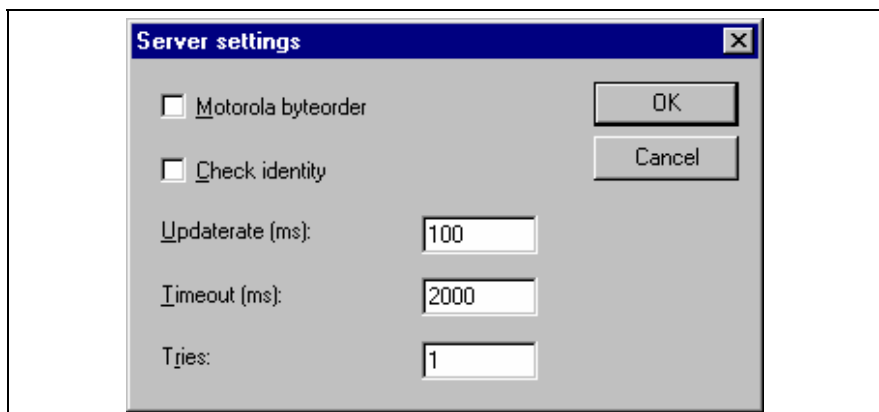 Server settings
Motorola byteorder
OK
Check identity
Cancel
Updaterate (ms): 100
Timeout (ms): 2000
Tries: 1